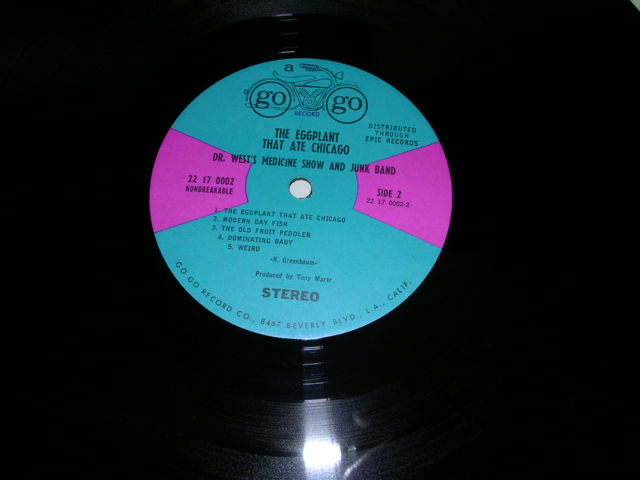 a
go go
RECORD
THE EGGPLANT
THAT ATE CHICAGO
DISTRIBUTED
THROUGH
EPIC RECORDS
DR. WEST'S MEDICINE SHOW AND JUNK BAND
22 17 0002
NONBREAKABLE
SIDE 2
22 17 0002-2
1. THE EGGPLANT THAT ATE CHICAGO
2. MODERN DAY FISH
3. THE OLD FRUIT PEDDLER
4. DOMINATING BABY
5. WEIRD
-N. Greenbaum-
Produced by Tony Marer
STEREO
GO GO RECORD CO., 8467 BEVERLY BLVD., L.A., CALIF.